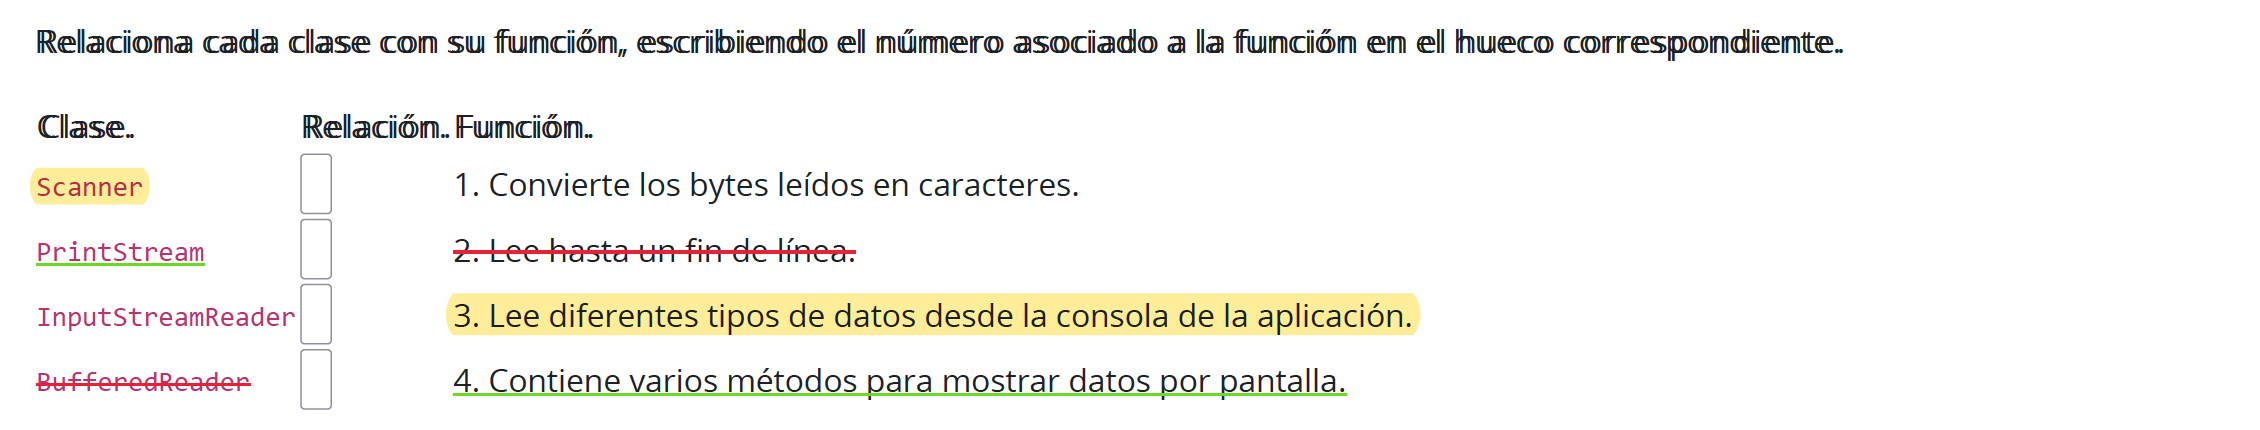 Relaciona cada clase con su función, escribiendo el número asociado a la función en el hueco correspondiente.
Clase. Relación. Función.
Scanner 1. Convierte los bytes leídos en caracteres.
PrintStream 2. Lee hasta un fin de línea.
InputStreamReader 3. Lee diferentes tipos de datos desde la consola de la aplicación.
BufferedReader 4. Contiene varios métodos para mostrar datos por pantalla.